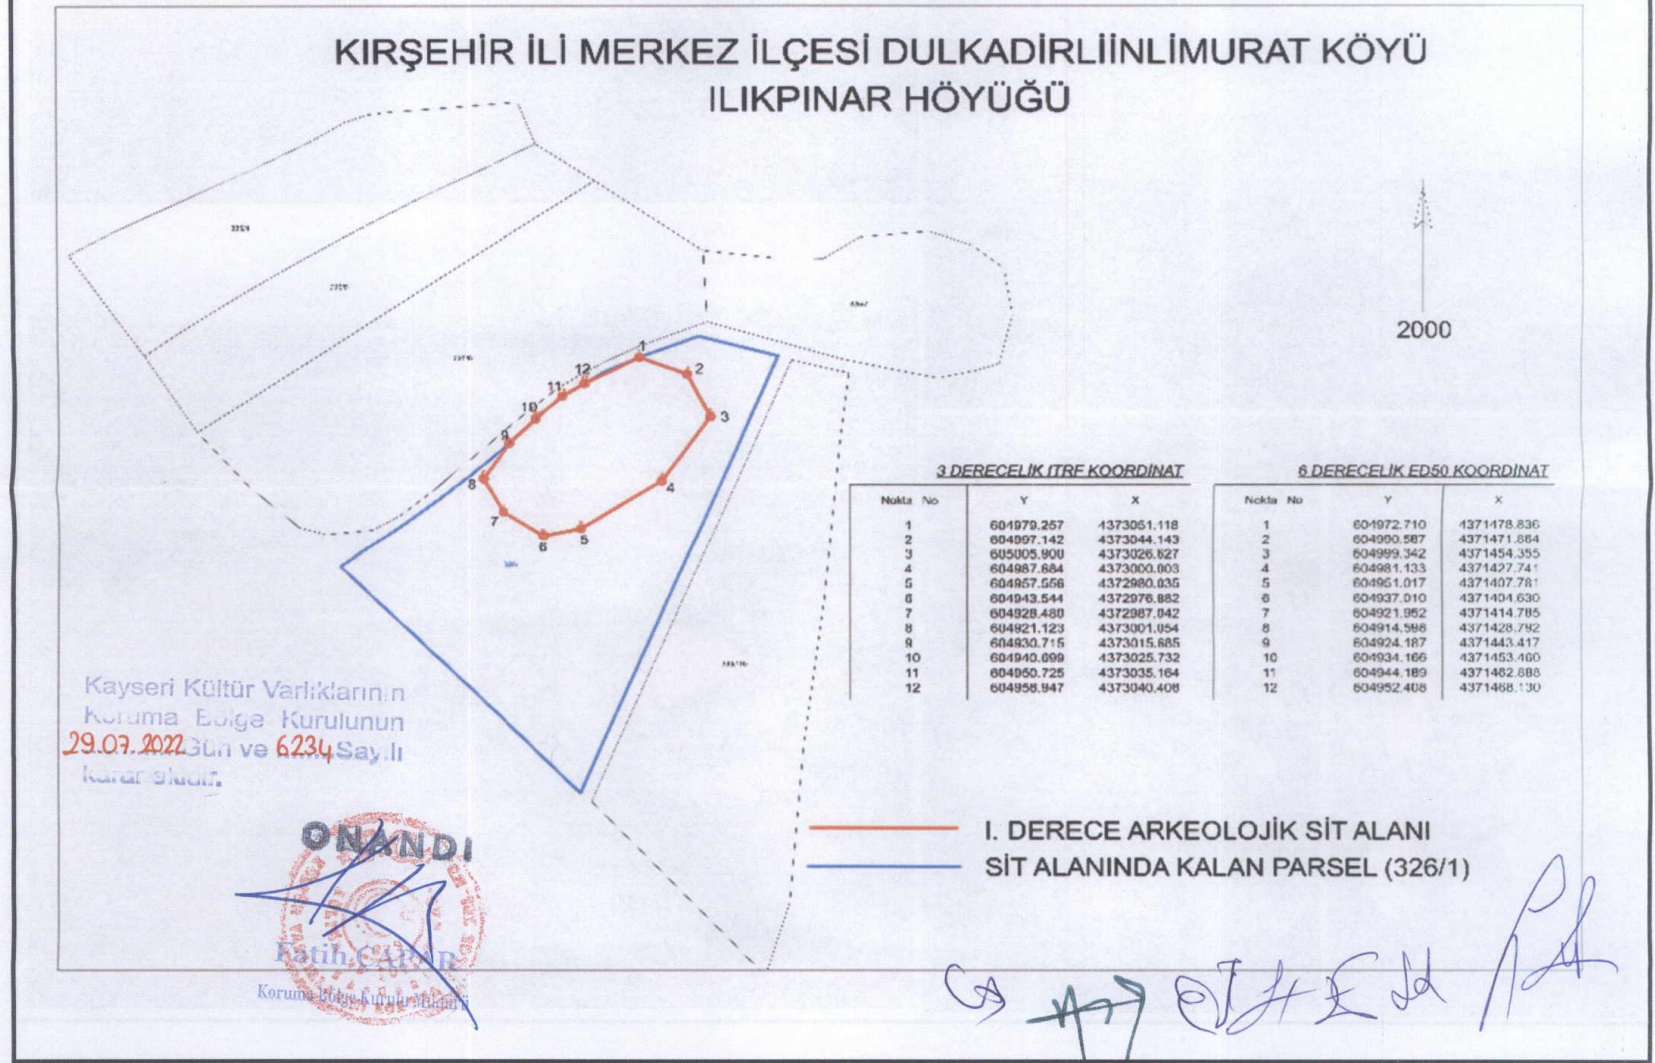 KIRŞEHİR İLİ MERKEZ İLÇESİ DULKADİRLİİNLİMURAT KÖYÜ
ILIKPINAR HÖYÜĞÜ
2000
1
2
3
4
5
6
7
8
9
10
11
12
3 DERECELİK ITRF KOORDİNAT
Nokta No Y X
1 604979.257 4373051.118
2 604997.142 4373044.143
3 605005.900 4373026.627
4 604987.684 4373000.003
5 604957.556 4372980.035
6 604943.544 4372976.882
7 604928.480 4372987.042
8 604921.123 4373001.054
9 604930.715 4373015.685
10 604940.699 4373025.732
11 604950.725 4373035.164
12 604958.947 4373040.408
6 DERECELİK ED50 KOORDİNAT
Nokta No Y X
1 604972.710 4371478.836
2 604990.587 4371471.864
3 604999.342 4371454.355
4 604981.133 4371427.741
5 604951.017 4371407.781
6 604937.010 4371404.630
7 604921.952 4371414.785
8 604914.598 4371428.792
9 604924.187 4371443.417
10 604934.166 4371453.460
11 604944.189 4371462.888
12 604952.408 4371468.130
Kayseri Kültür Varlıklarının
Koruma Bölge Kurulunun
29.07.2022 Gün ve 6234 Sayılı
karar ekidir.
ONANDI
Fatih ÇAPAR
Koruma Bölge Kurulu Müdürü
I. DERECE ARKEOLOJİK SİT ALANI
SİT ALANINDA KALAN PARSEL (326/1)